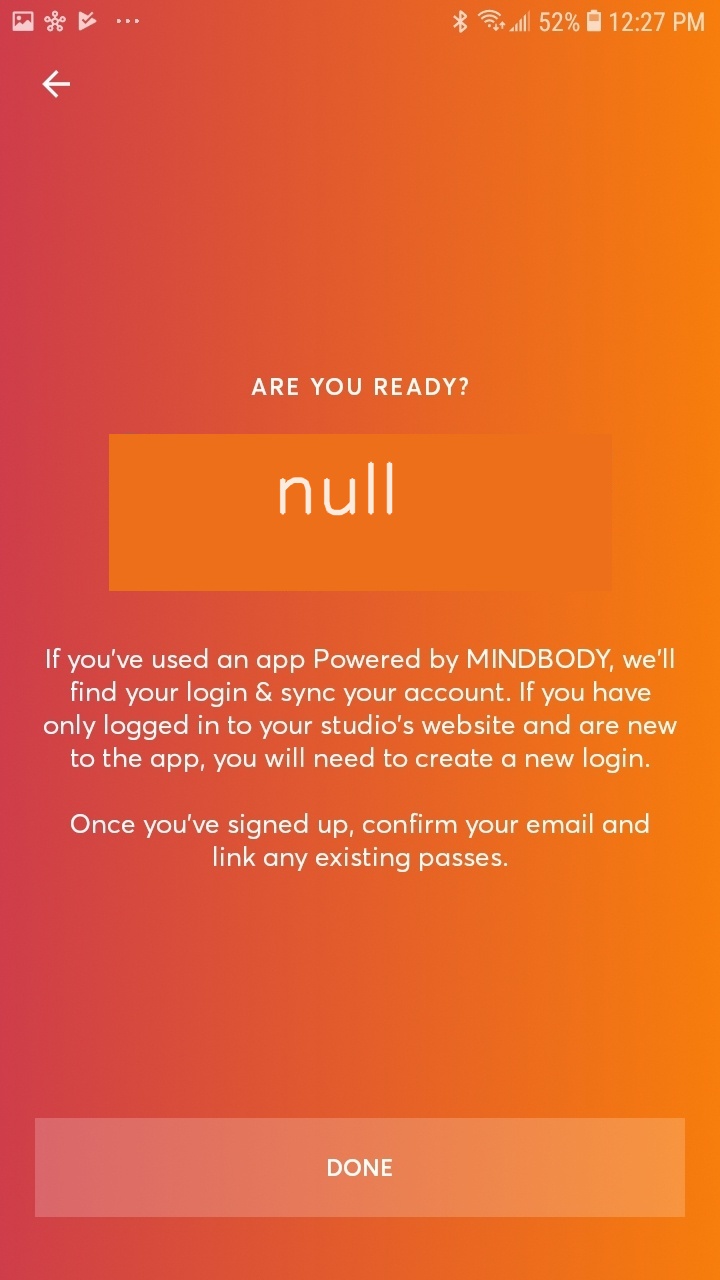 52% 12:27 PM
ARE YOU READY?
null
If you've used an app Powered by MINDBODY, we'll
find your login & sync your account. If you have
only logged in to your studio's website and are new
to the app, you will need to create a new login.
Once you've signed up, confirm your email and
link any existing passes.
DONE